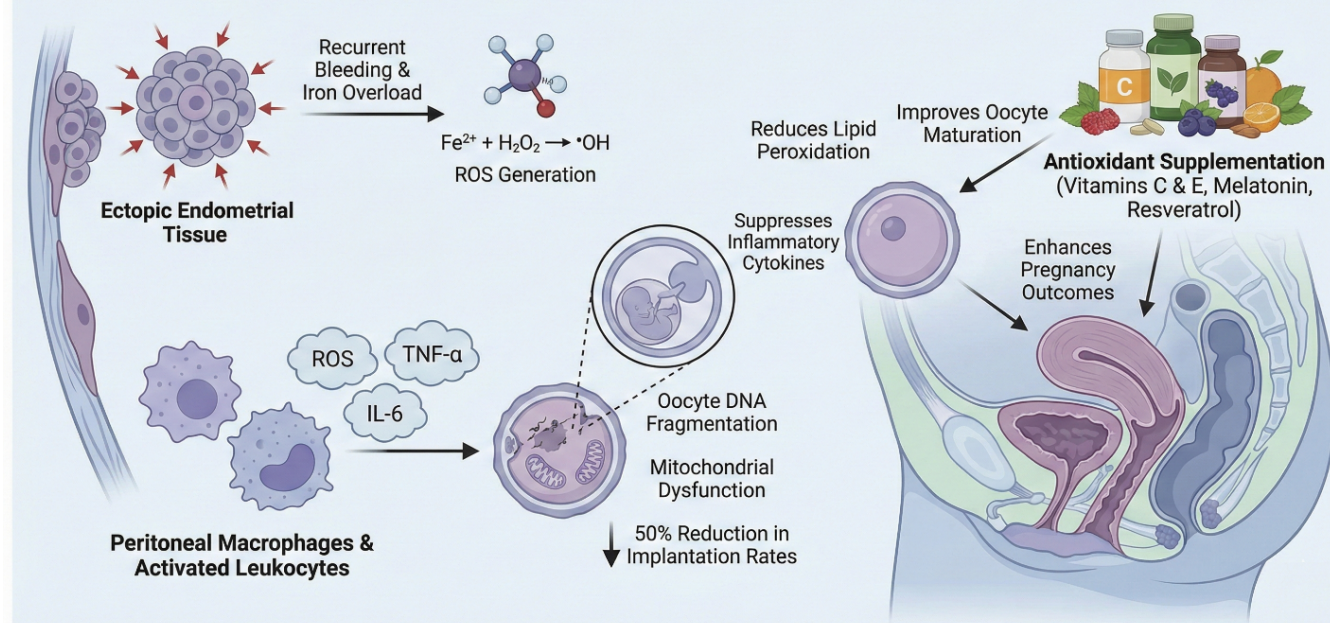 Recurrent
Bleeding &
Iron Overload
Ectopic Endometrial
Tissue
Fe²⁺ + H₂O₂ → •OH
ROS Generation
Reduces Lipid
Peroxidation
Improves Oocyte
Maturation
C
Antioxidant Supplementation
(Vitamins C & E, Melatonin,
Resveratrol)
Suppresses
Inflammatory
Cytokines
Enhances
Pregnancy
Outcomes
ROS
TNF-α
IL-6
Peritoneal Macrophages &
Activated Leukocytes
Oocyte DNA
Fragmentation
Mitochondrial
Dysfunction
50% Reduction in
Implantation Rates